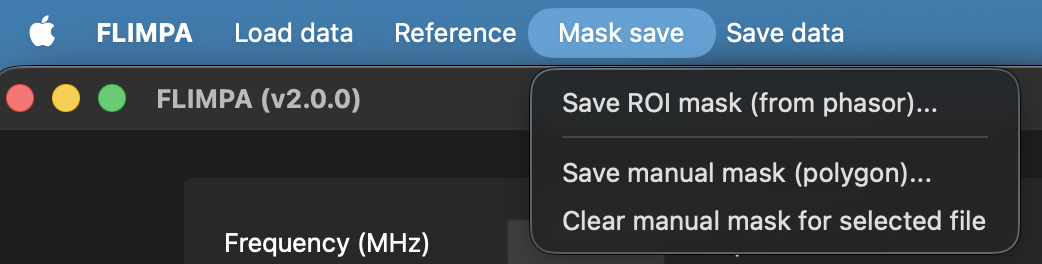 FLIMPA Load data Reference Mask save Save data
FLIMPA (v2.0.0)
Save ROI mask (from phasor)...
Save manual mask (polygon)...
Clear manual mask for selected file
Frequency (MHz)